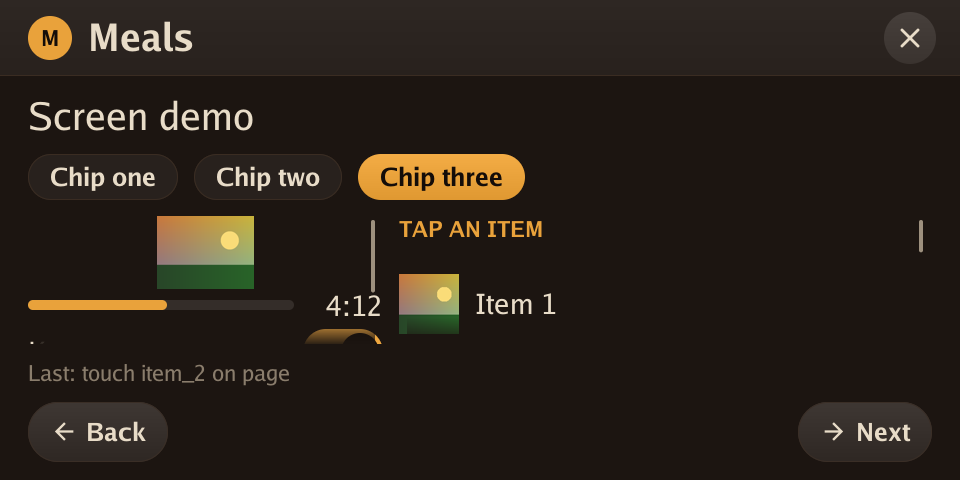 M Meals
Screen demo
Chip one Chip two Chip three
TAP AN ITEM
4:12
Item 1
Last: touch item_2 on page
Back Next